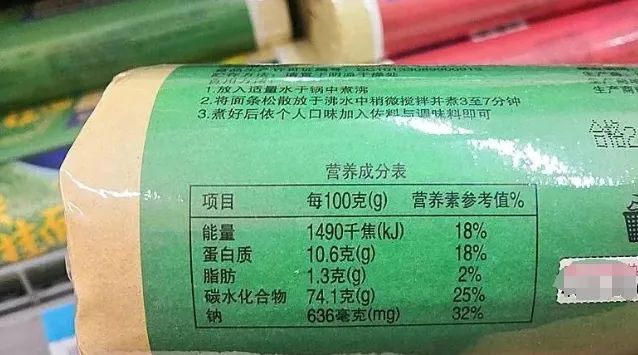 1.放入适量水于锅中煮沸
2.将面条松散放于沸水中稍微搅拌并煮3至7分钟
3.煮好后依个人口味加入佐料与调味料即可
生产商
营养成分表
项目 每100克(g) 营养素参考值%
能量 1490千焦(kJ) 18%
蛋白质 10.6克(g) 18%
脂肪 1.3克(g) 2%
碳水化合物 74.1克(g) 25%
钠 636毫克(mg) 32%